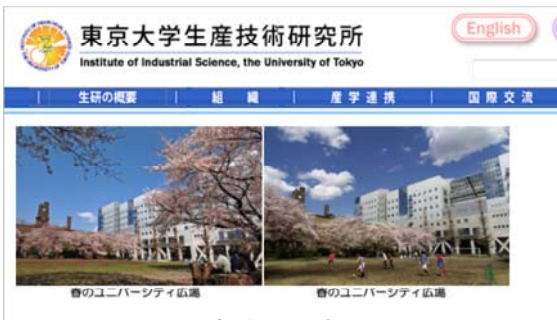 東京大学生産技術研究所
Institute of Industrial Science, the University of Tokyo
English
生研の概要 | 組 織 | 産 学 連 携 | 国 際 交 流
春のユニバーシティ広場 春のユニバーシティ広場